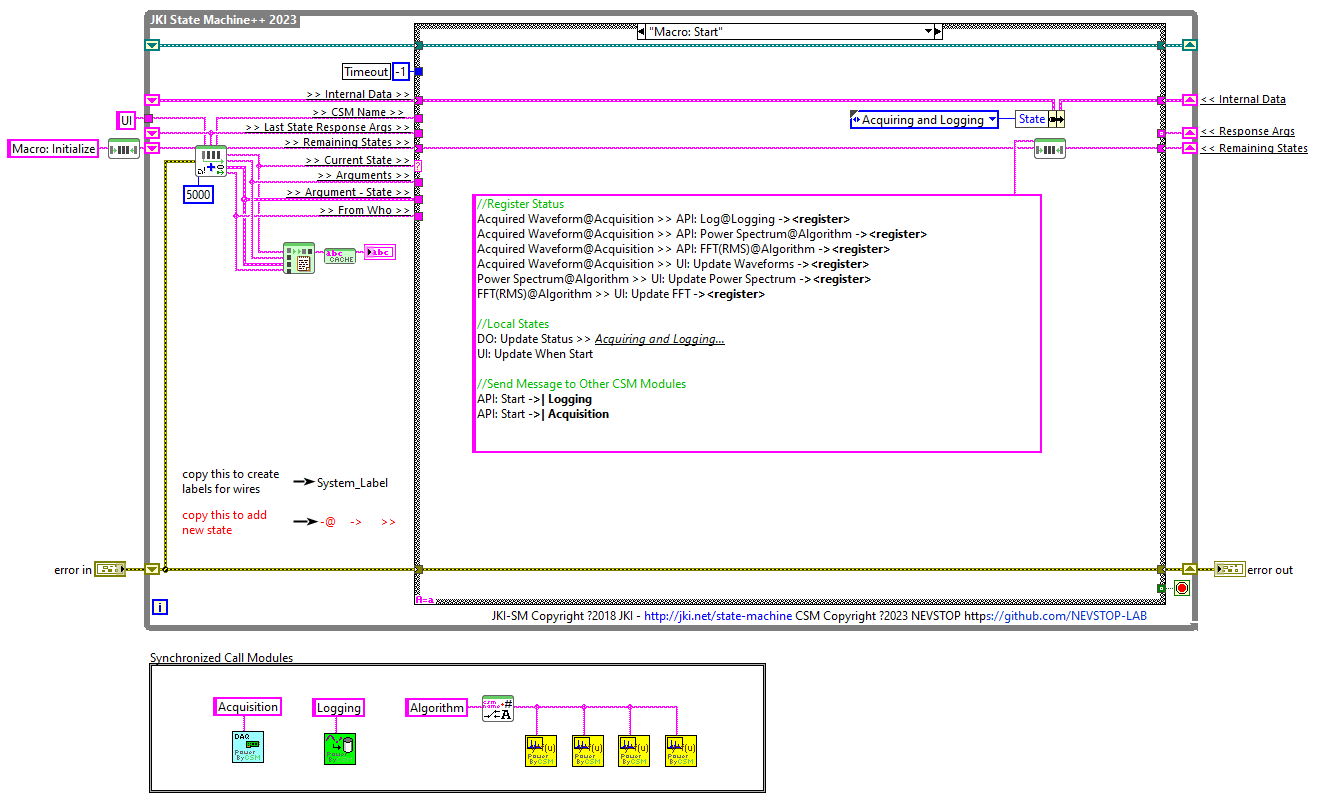 JKI State Machine++ 2023
"Macro: Start"
Timeout -1
>> Internal Data >>
<< Internal Data
UI
>> CSM Name >>
Acquiring and Logging
State
>> Last State Response Args >>
<< Response Args
Macro: Initialize
>> Remaining States >>
<< Remaining States
>> Current State >>
?
>> Arguments >>
5000
>> Argument - State >>
>> From Who >>
abc
CACHE
abc
//Register Status
Acquired Waveform@Acquisition >> API: Log@Logging -><register>
Acquired Waveform@Acquisition >> API: Power Spectrum@Algorithm -><register>
Acquired Waveform@Acquisition >> API: FFT(RMS)@Algorithm -><register>
Acquired Waveform@Acquisition >> UI: Update Waveforms -><register>
Power Spectrum@Algorithm >> UI: Update Power Spectrum -><register>
FFT(RMS)@Algorithm >> UI: Update FFT -><register>
//Local States
DO: Update Status >> Acquiring and Logging...
UI: Update When Start
//Send Message to Other CSM Modules
API: Start ->| Logging
API: Start ->| Acquisition
copy this to create
labels for wires
System_Label
copy this to add
new state
-@ -> >>
error in
error out
i
A=a
JKI-SM Copyright ?2018 JKI - http://jki.net/state-machine CSM Copyright ?2023 NEVSTOP https://github.com/NEVSTOP-LAB
Synchronized Call Modules
Acquisition
Logging
Algorithm
DAQ
Power
ByCSM
f(u)
Power
ByCSM
f(u)
Power
ByCSM
f(u)
Power
ByCSM
f(u)
Power
ByCSM